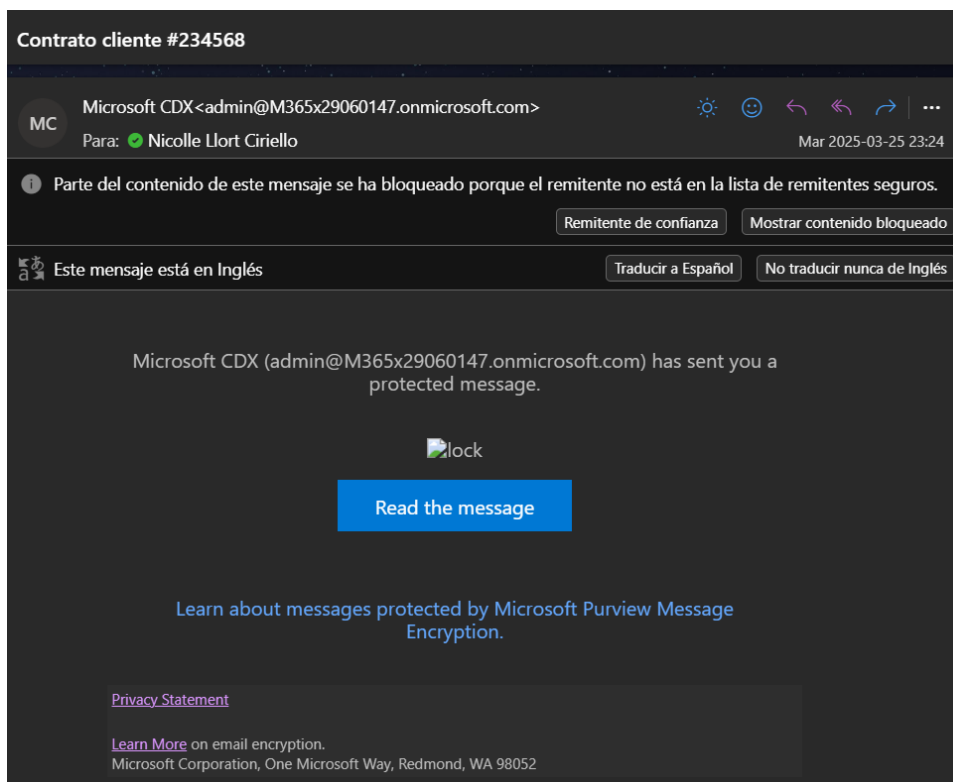 Contrato cliente #234568
MC
Microsoft CDX<admin@M365x29060147.onmicrosoft.com>
Para: Nicolle Llort Ciriello
Mar 2025-03-25 23:24
Parte del contenido de este mensaje se ha bloqueado porque el remitente no está en la lista de remitentes seguros.
Remitente de confianza
Mostrar contenido bloqueado
Este mensaje está en Inglés
Traducir a Español
No traducir nunca de Inglés
Microsoft CDX (admin@M365x29060147.onmicrosoft.com) has sent you a
protected message.
lock
Read the message
Learn about messages protected by Microsoft Purview Message
Encryption.
Privacy Statement
Learn More on email encryption.
Microsoft Corporation, One Microsoft Way, Redmond, WA 98052